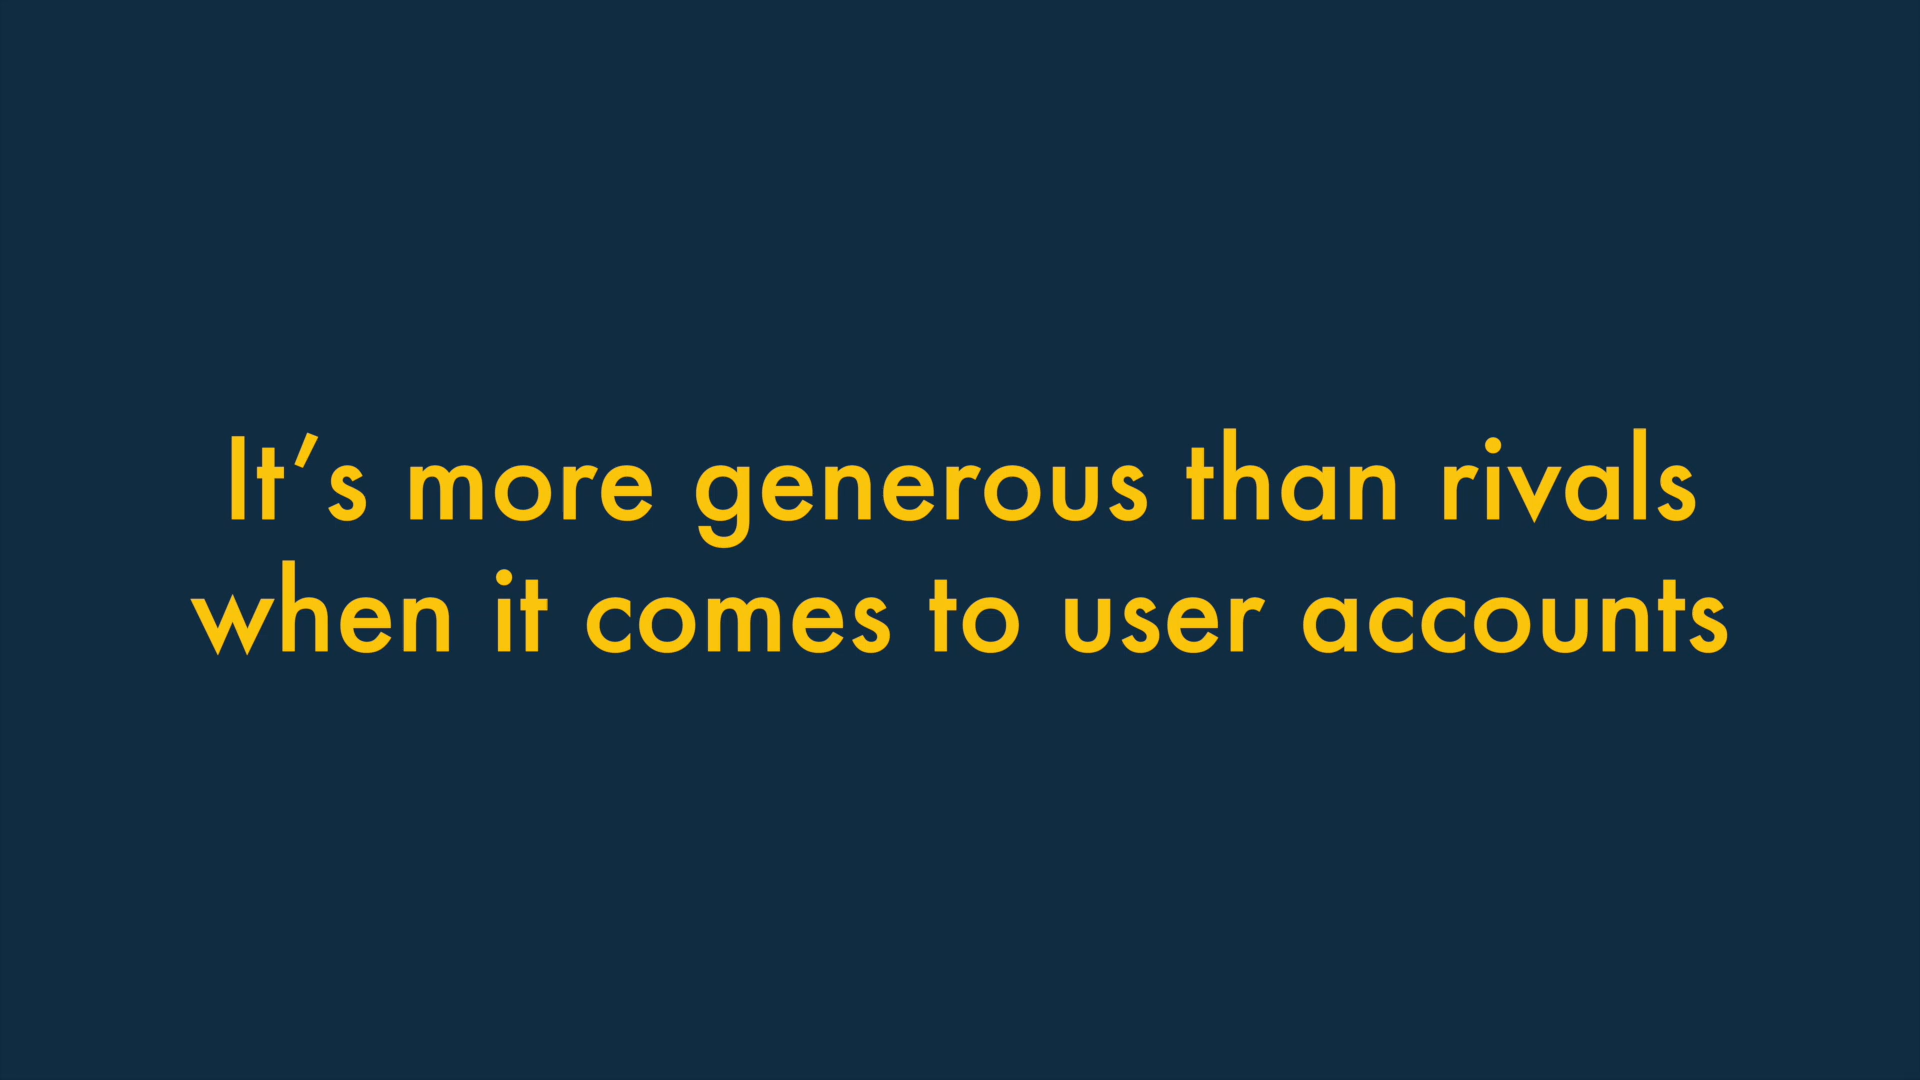 It’s more generous than rivals
when it comes to user accounts